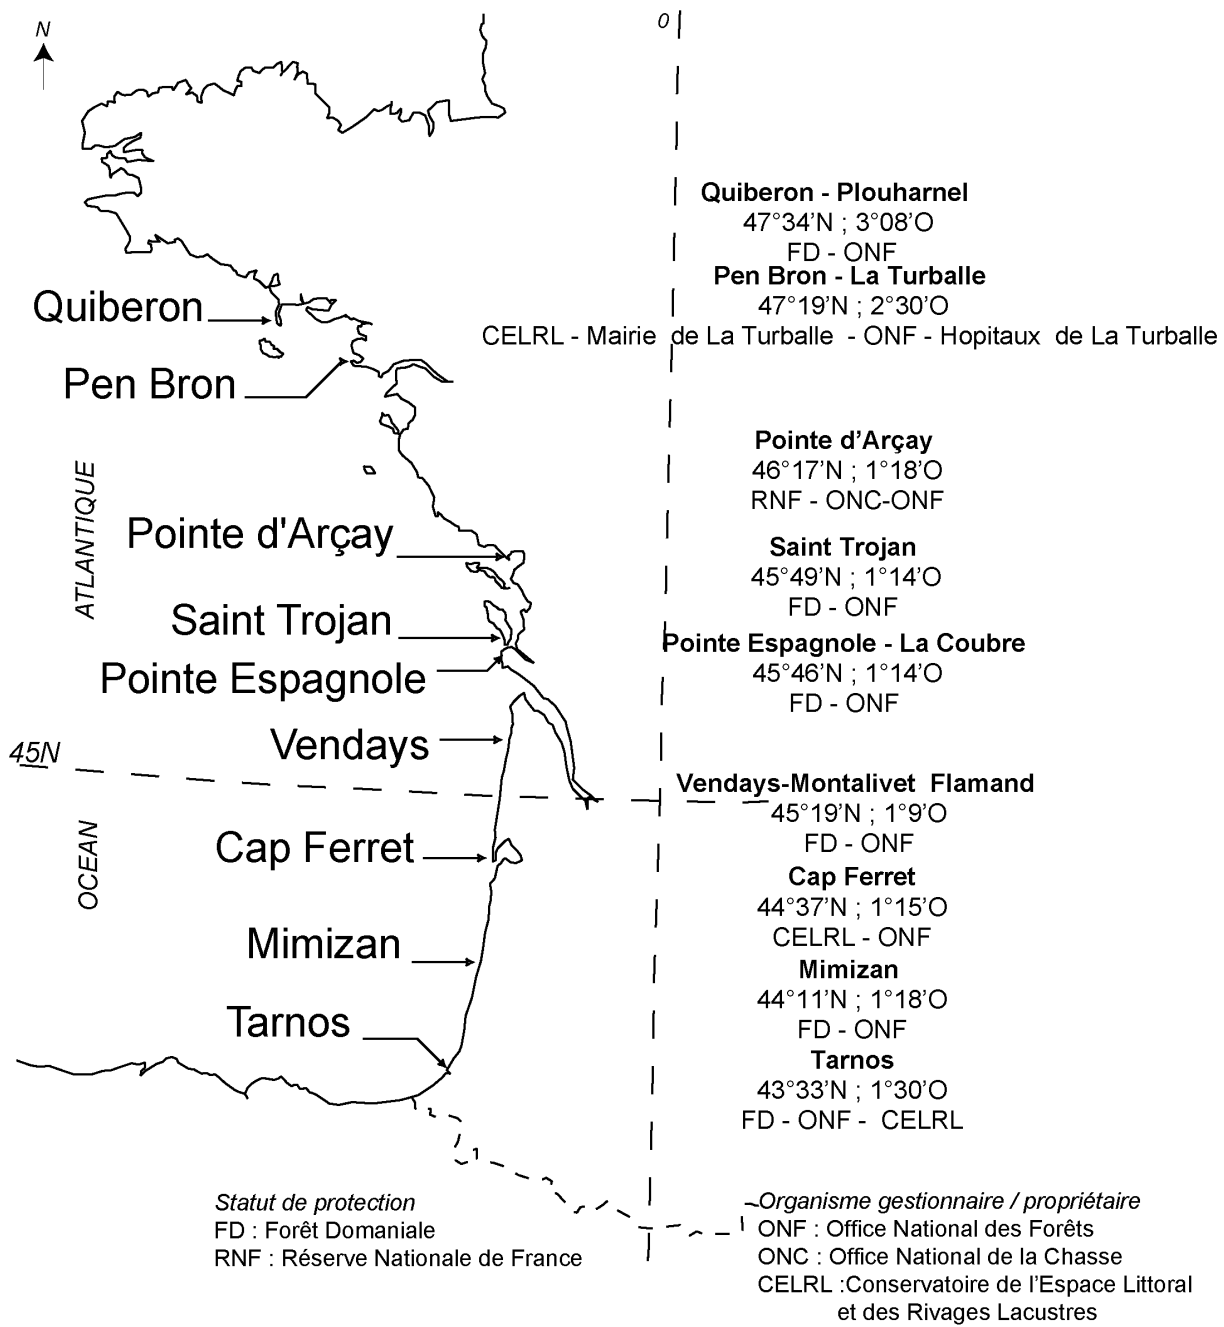 N
0
Quiberon - Plouharnel
47°34'N ; 3°08'O
FD - ONF
Pen Bron - La Turballe
47°19'N ; 2°30'O
CELRL - Mairie de La Turballe - ONF - Hopitaux de La Turballe
Quiberon
Pen Bron
Pointe d'Arçay
46°17'N ; 1°18'O
RNF - ONC-ONF
ATLANTIQUE
Pointe d'Arçay
Saint Trojan
45°49'N ; 1°14'O
FD - ONF
Saint Trojan
Pointe Espagnole - La Coubre
45°46'N ; 1°14'O
FD - ONF
Pointe Espagnole
Vendays
45N
Vendays-Montalivet Flamand
45°19'N ; 1°9'O
FD - ONF
OCEAN
Cap Ferret
Cap Ferret
44°37'N ; 1°15'O
CELRL - ONF
Mimizan
Mimizan
44°11'N ; 1°18'O
FD - ONF
Tarnos
Tarnos
43°33'N ; 1°30'O
FD - ONF - CELRL
Statut de protection
FD : Forêt Domaniale
RNF : Réserve Nationale de France
Organisme gestionnaire / propriétaire
ONF : Office National des Forêts
ONC : Office National de la Chasse
CELRL :Conservatoire de l'Espace Littoral
et des Rivages Lacustres